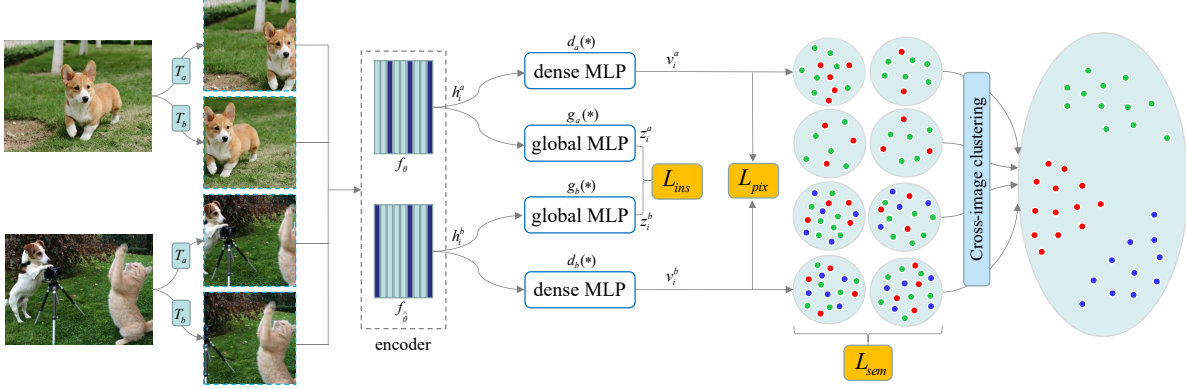 T_a
T_b
T_a
T_b
f_θ
f_θ̂
encoder
h_i^a
h_i^b
d_a(*)
dense MLP
v_i^a
g_a(*)
global MLP
z_i^a
L_ins
L_pix
g_b(*)
global MLP
z_i^b
d_b(*)
dense MLP
v_i^b
L_sem
Cross-image clustering